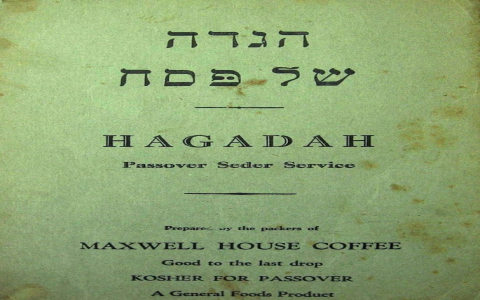 הגדה
של פסח
HAGADAH
Passover Seder Service
Prepared by the packers of
MAXWELL HOUSE COFFEE
Good to the last drop
KOSHER FOR PASSOVER
A General Foods Product